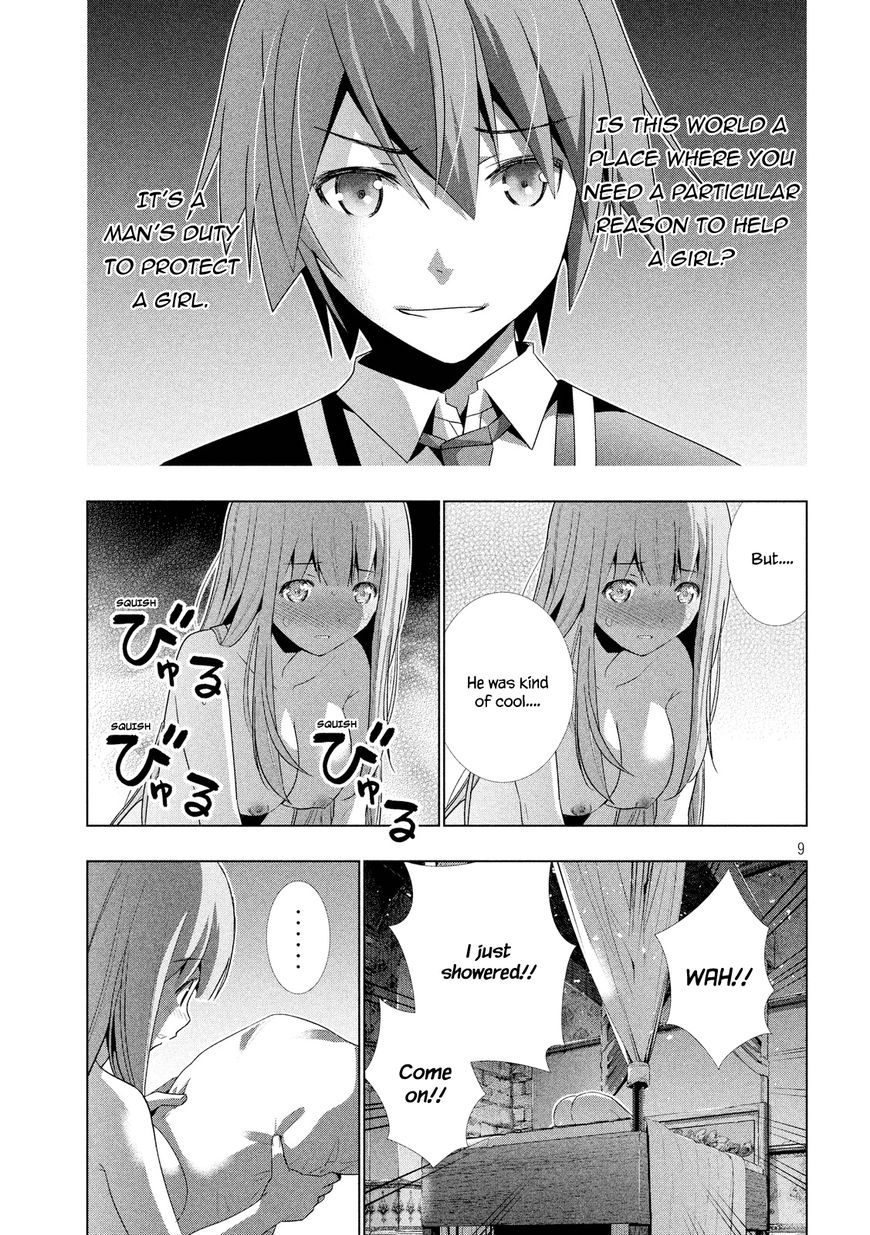 IS THIS WORLD A
PLACE WHERE YOU
NEED A PARTICULAR
REASON TO HELP
A GIRL?
IT'S A
MAN'S DUTY
TO PROTECT
A GIRL.
But....
He was kind
of cool....
SQUISH
びゅる
SQUISH
びゅる
SQUISH
びゅる
9
WAH!!
I just
showered!!
Come
on!!
......